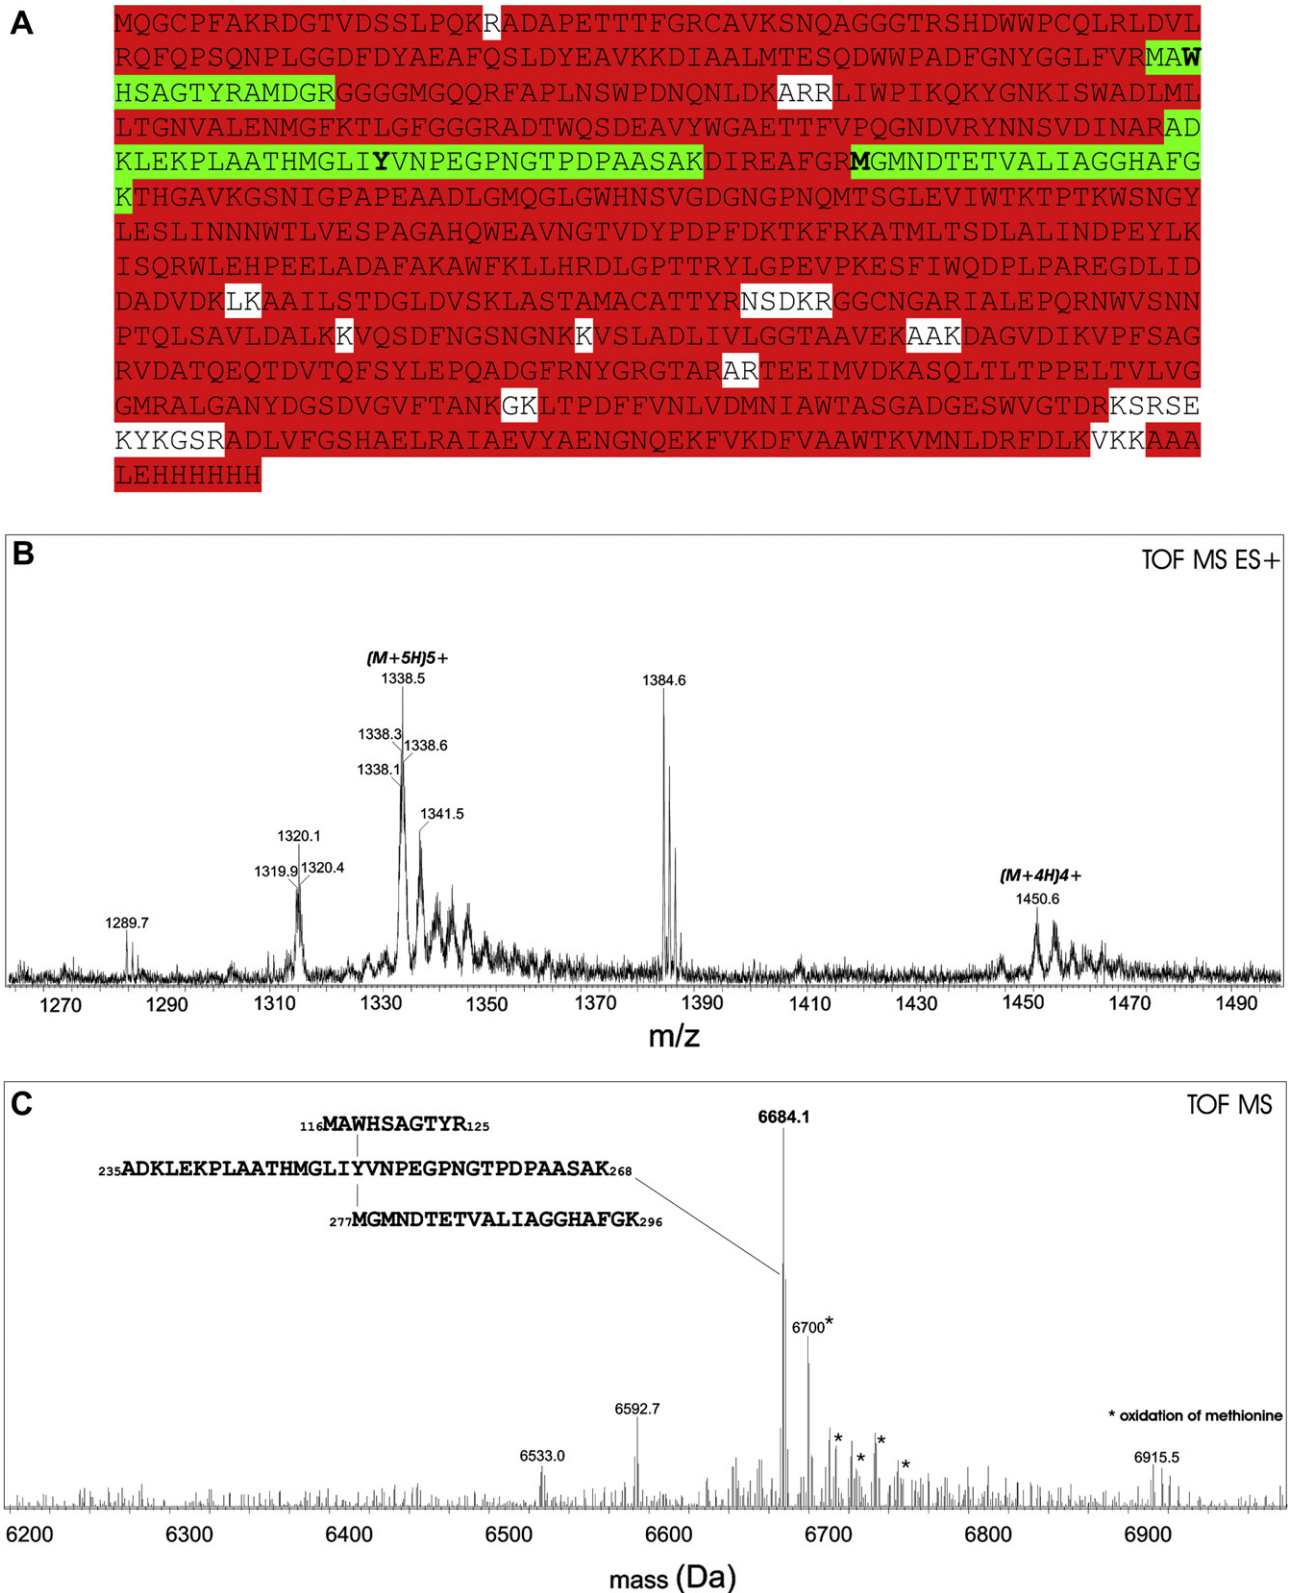 A
MQGCPFAKRDGTVDSSLPQKRADAPETTTFGRCAVKSNQAGGGTRSHDWWPCQLRLDVL
RQFQPSQNPLGGDFDYAEAFQSLDYEAVKKDIAALMTESQDWWPADFGNYGGLFVRMAW
HSAGTYRAMDGRGGGGMGQQRFAPLNSWPDNQNLDKARRLIWPIKQKYGNKISWADLML
LTGNVALENMGFKTLGFGGGRADTWQSDEAVYWGAETTFVPQGNDVRYNNSVDINARAD
KLEKPLAATHMGLIYVNPEGPNGTPDPAASAKDIREAFGRMGMNDTETVALIAGGHAFG
KTHGAVKGSNIGPAPEAADLGMQGLGWHNSVGDGNGPNQMTSGLEVIWTKTPTKWSNGY
LESLINNNWTLVESPAGAHQWEAVNGTVDYPDPFDKTKFRKATMLTSDLALINDPEYLK
ISQRWLEHPEELADAFAKAWFKLLHRDLGPTTRYLGPEVPKESFIWQDPLPAREGDLID
DADVDKLKAAILSTDGLDVSKLASTAMACATTYRNSDKRGGCNGARIALEPQRNWVSNN
PTQLSAVLDALKKVQSDFNGSNGNKKVSLADLIVLGGTAAVEKAAKDAGVDIKVPFSAG
RVDATQEQTDVTQFSYLEPQADGFRNYGRGTARARTEEIMVDKASQLTLTPPELTVLVG
GMRALGANYDGSDVGVFTANKGKLTPDFFVNLVDMNIAWTASGADGESWVGTDRKSRSE
KYKGSRADLVFGSHAELRAIAEVYAENGNQEKFVKDFVAAWTKVMNLDRFDLKVKKAAA
LEHHHHHH
B
TOF MS ES+
(M+5H)5+
1338.5
1384.6
1338.3
1338.6
1338.1
1341.5
1320.1
1319.9
1320.4
(M+4H)4+
1450.6
1289.7
1270 1290 1310 1330 1350 1370 1390 1410 1430 1450 1470 1490
m/z
C
TOF MS
116MAWHSAGTYR125
6684.1
235ADKLEKPLAATHMGLIYVNPEGPNGTPDPAASAK268
277MGMNDTETVALIAGGHAFGK296
6700*
6592.7
* oxidation of methionine
* * * *
6533.0
6915.5
6200 6300 6400 6500 6600 6700 6800 6900
mass (Da)